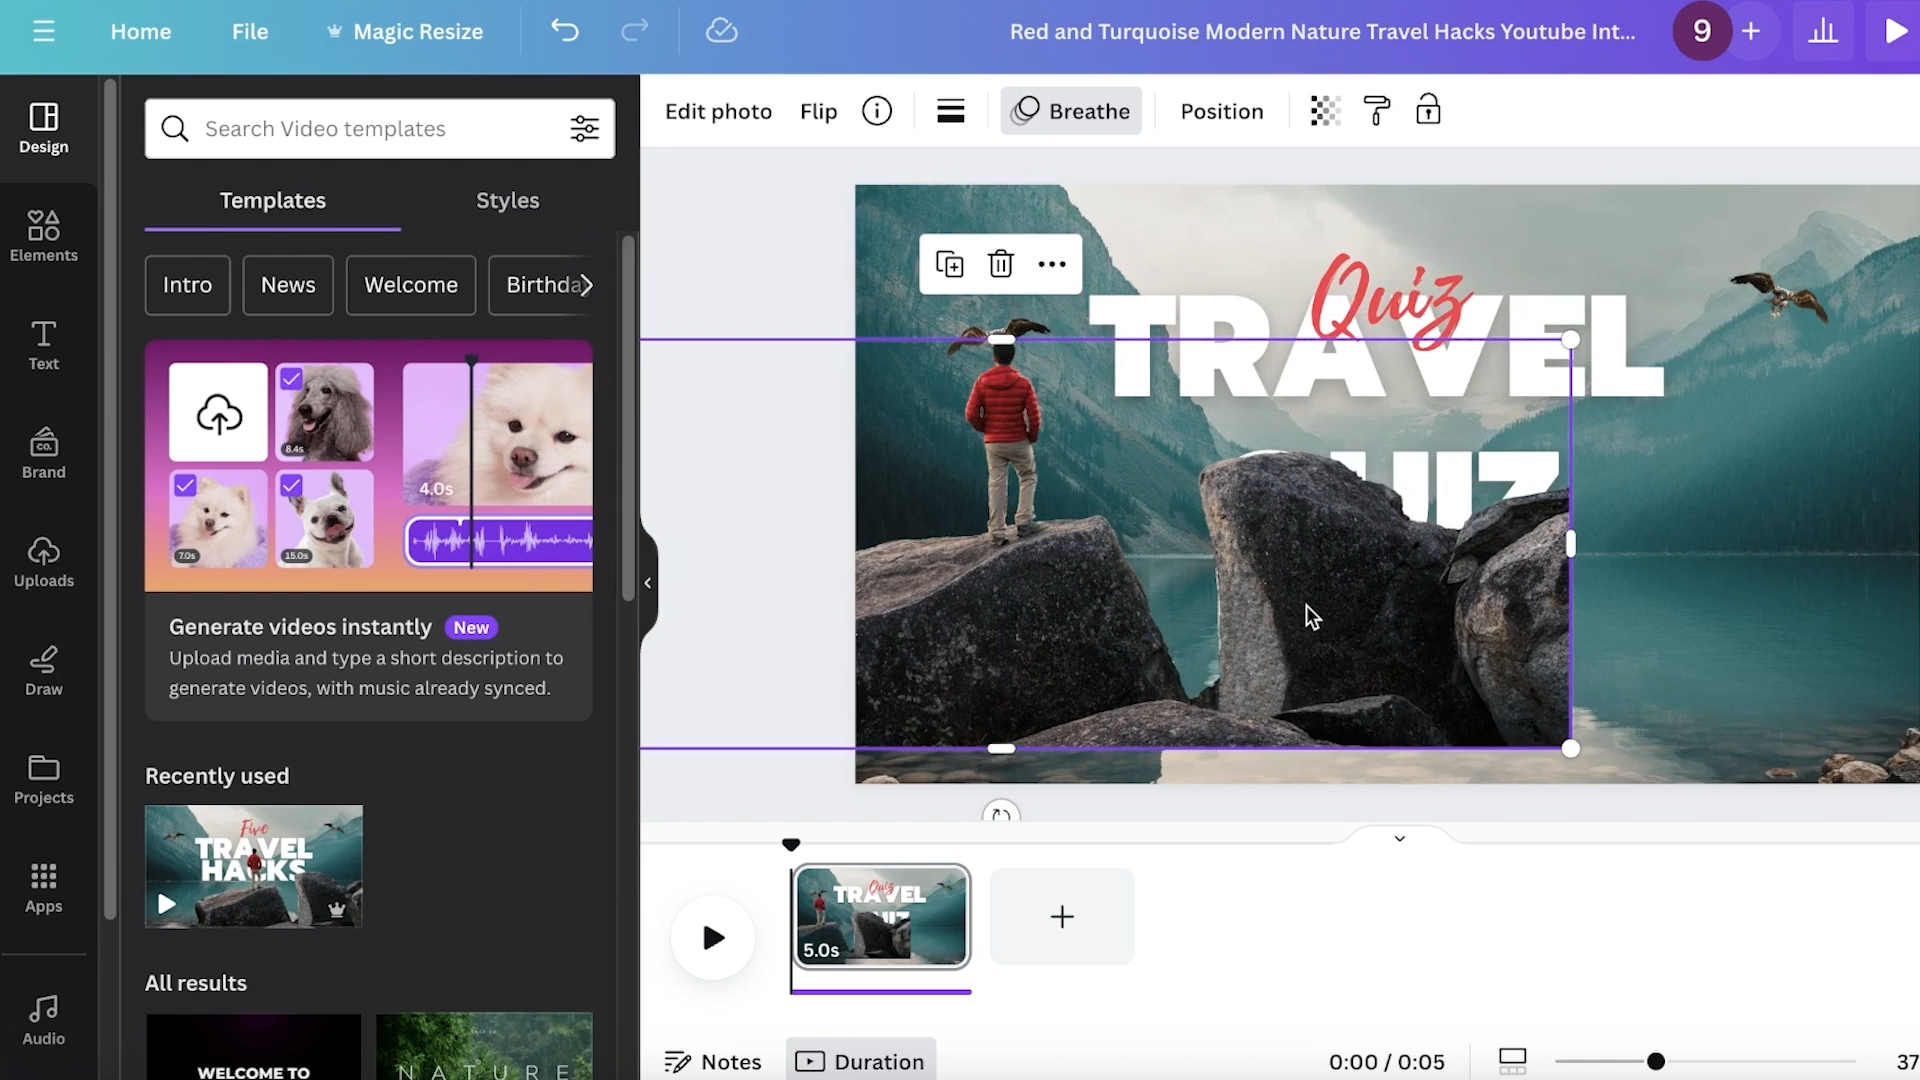 Home
File
Magic Resize
Red and Turquoise Modern Nature Travel Hacks Youtube Int...
9
Design
Elements
Text
Brand
CO.
Uploads
Draw
Projects
Apps
Audio
Search Video templates
Templates
Styles
Intro
News
Welcome
Birthda
8.4s
7.0s
15.0s
4.0s
Generate videos instantly
New
Upload media and type a short description to
generate videos, with music already synced.
Recently used
Five
TRAVEL
HACKS
All results
WELCOME TO
NATURE
Edit photo
Flip
Breathe
Position
Quiz
TRAVEL
QUIZ
Quiz
TRAVEL
5.0s
Notes
Duration
0:00 / 0:05
37